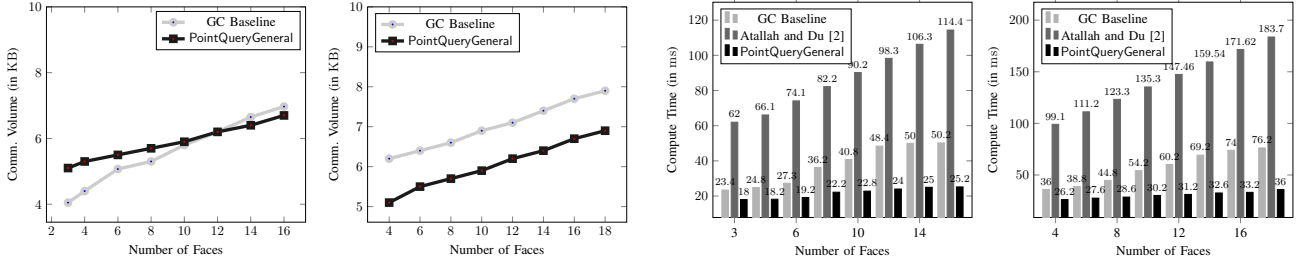 10
8
6
4
2 4 6 8 10 12 14 16
Number of Faces
Comm. Volume (in KB)
GC Baseline
PointQueryGeneral
10
9
8
7
6
5
4 6 8 10 12 14 16 18
Number of Faces
Comm. Volume (in KB)
GC Baseline
PointQueryGeneral
120
100
80
60
40
20
3 6 10 14
Number of Faces
Compute Time (in ms)
GC Baseline
Atallah and Du [2]
PointQueryGeneral
23.4 24.8 27.3 36.2 40.8 48.4 50 50.2
62 66.1 74.1 82.2 90.2 98.3 106.3 114.4
18 18.2 19.2 22.2 22.8 24 25 25.2
200
150
100
50
4 8 12 16
Number of Faces
Compute Time (in ms)
GC Baseline
Atallah and Du [2]
PointQueryGeneral
36 38.8 44.8 54.2 60.2 69.2 74 76.2
99.1 111.2 123.3 135.3 147.46 159.54 171.62 183.7
26.2 27.6 28.6 30.2 31.2 32.6 33.2 36